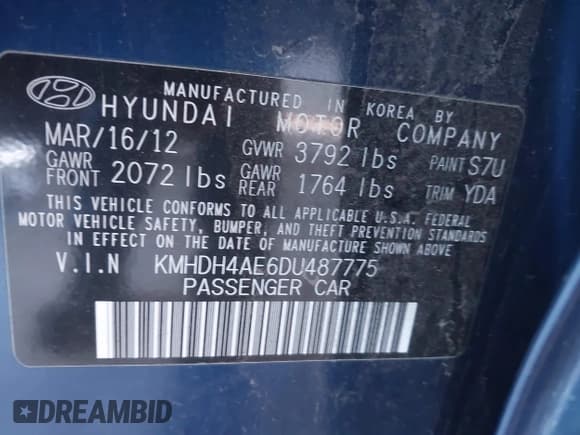 MANUFACTURED IN KOREA BY
HYUNDAI MOTOR COMPANY
MAR/16/12 GVWR 3792 lbs PAINT S7U
GAWR FRONT 2072 lbs GAWR REAR 1764 lbs TRIM YDA
THIS VEHICLE CONFORMS TO ALL APPLICABLE U.S.A. FEDERAL
MOTOR VEHICLE SAFETY, BUMPER, AND THEFT PREVENTION STANDARDS
IN EFFECT ON THE DATE OF MANUFACTURE SHOWN ABOVE.
V.I.N KMHDH4AE6DU487775
PASSENGER CAR
DREAMBID